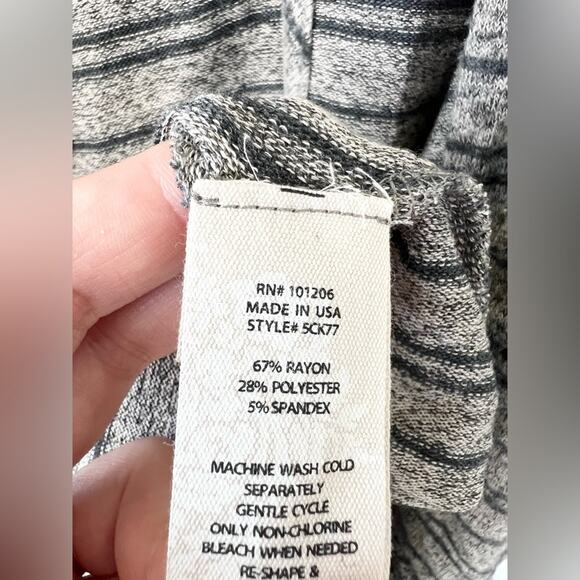 RN# 101206
MADE IN USA
STYLE# 5CK77
67% RAYON
28% POLYESTER
5% SPANDEX
MACHINE WASH COLD
SEPARATELY
GENTLE CYCLE
ONLY NON-CHLORINE
BLEACH WHEN NEEDED
RE-SHAPE &